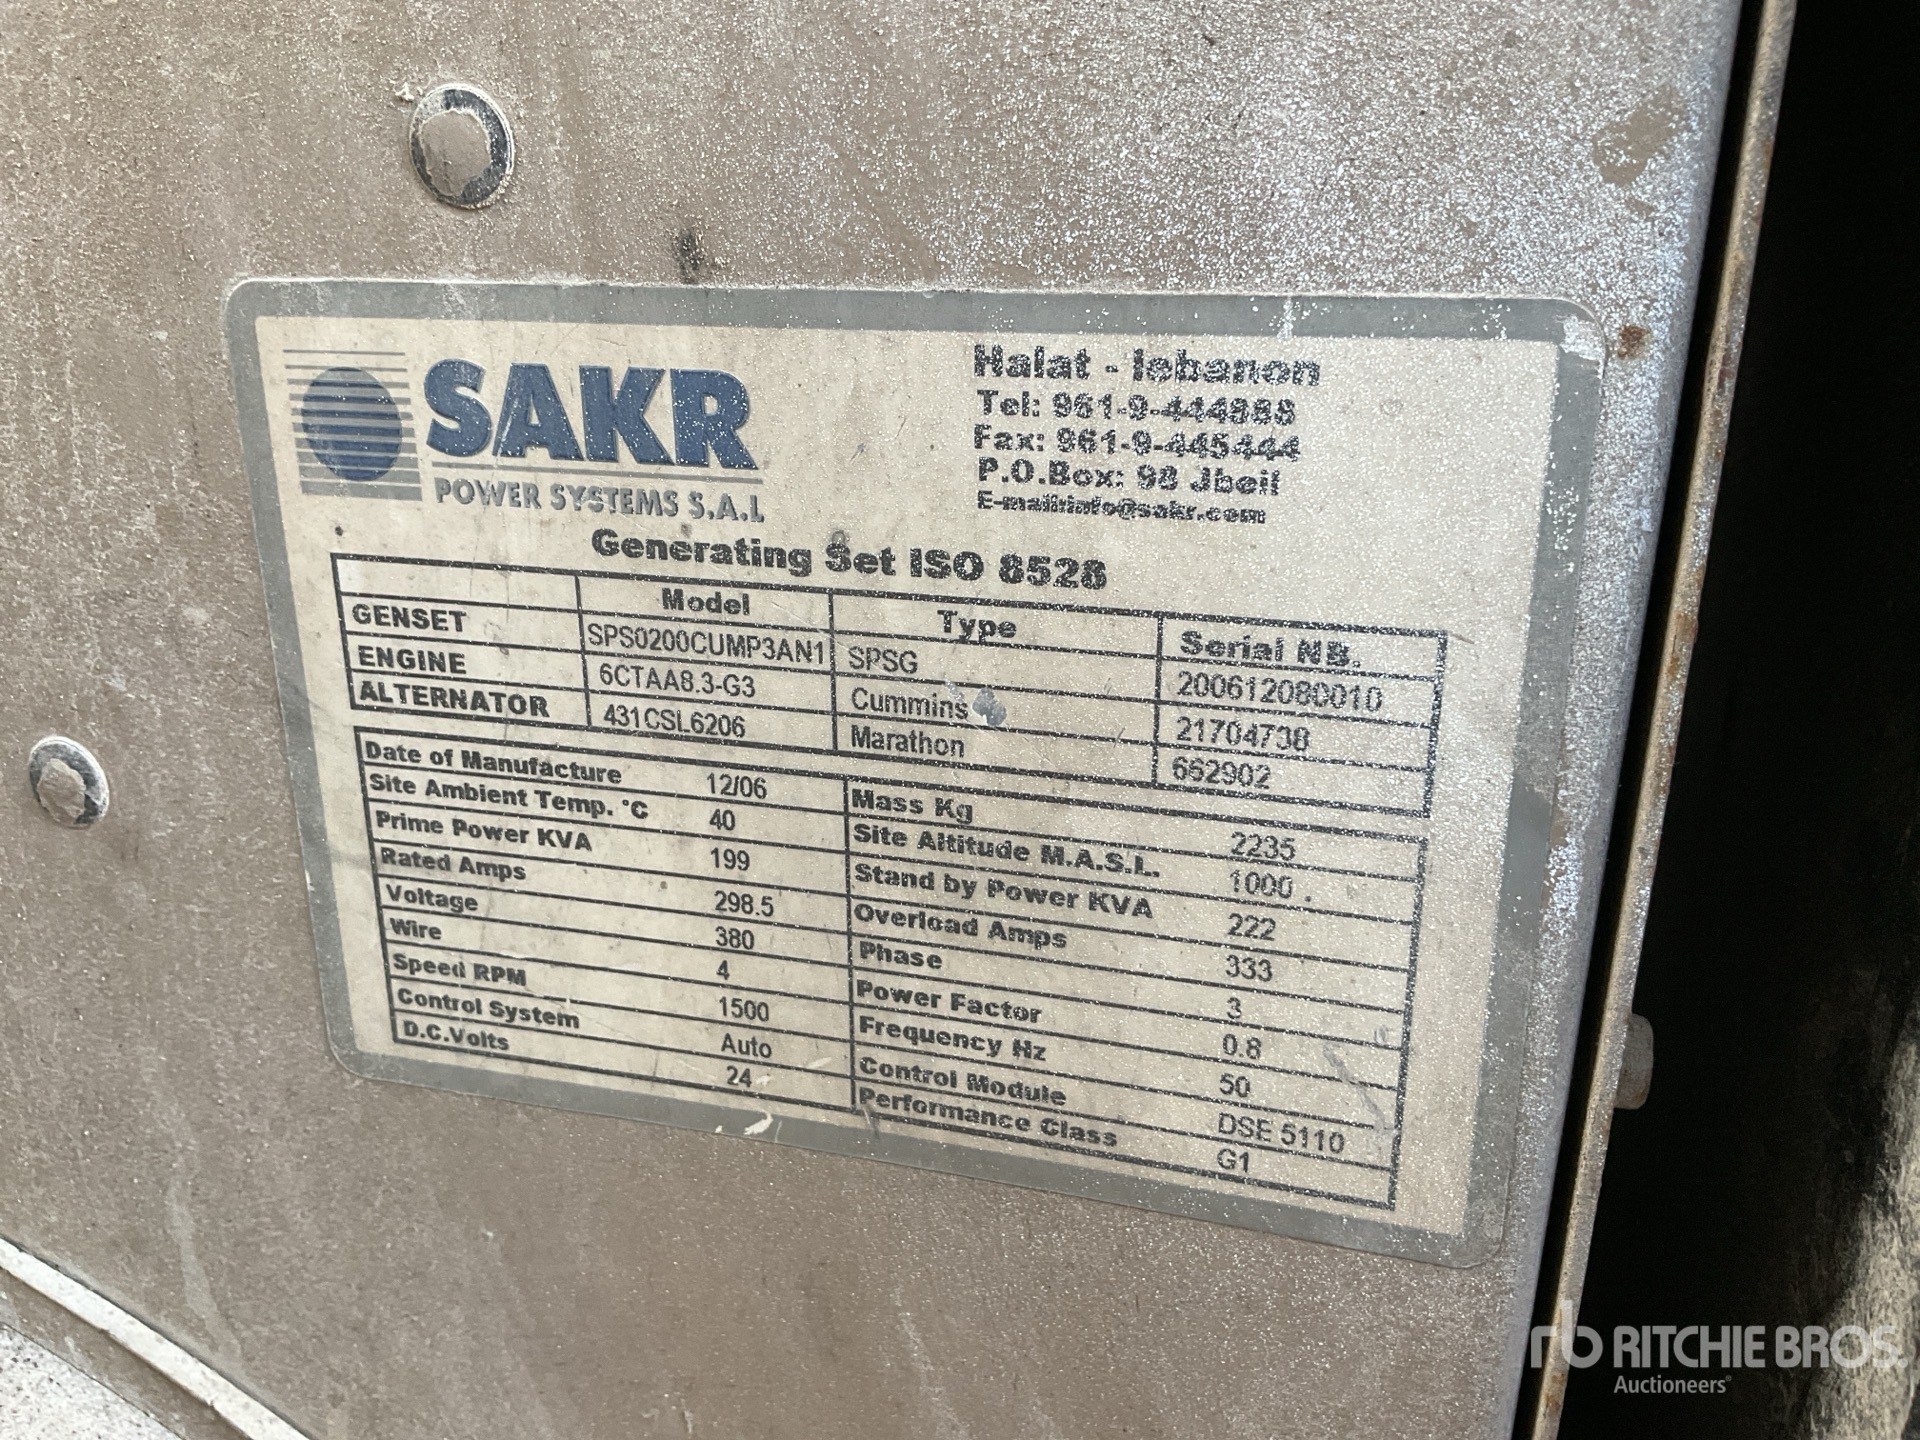 SAKR
POWER SYSTEMS S.A.L
Halat - lebanon
Tel: 961-9-444888
Fax: 961-9-445444
P.O.Box: 98 Jbeil
E-mail:info@sakr.com
Generating Set ISO 8528
Model Type Serial NB.
GENSET SPS0200CUMP3AN1 SPSG 200612080010
ENGINE 6CTAA8.3-G3 Cummins 21704738
ALTERNATOR 431CSL6206 Marathon 662902
Date of Manufacture 12/06 Mass Kg 2235
Site Ambient Temp. °C 40 Site Altitude M.A.S.L. 1000
Prime Power KVA 199 Stand by Power KVA 222
Rated Amps 298.5 Overload Amps 333
Voltage 380 Phase 3
Wire 4 Power Factor 0.8
Speed RPM 1500 Frequency Hz 50
Control System Auto Control Module DSE 5110
D.C.Volts 24 Performance Class G1
RITCHIE BROS.
Auctioneers